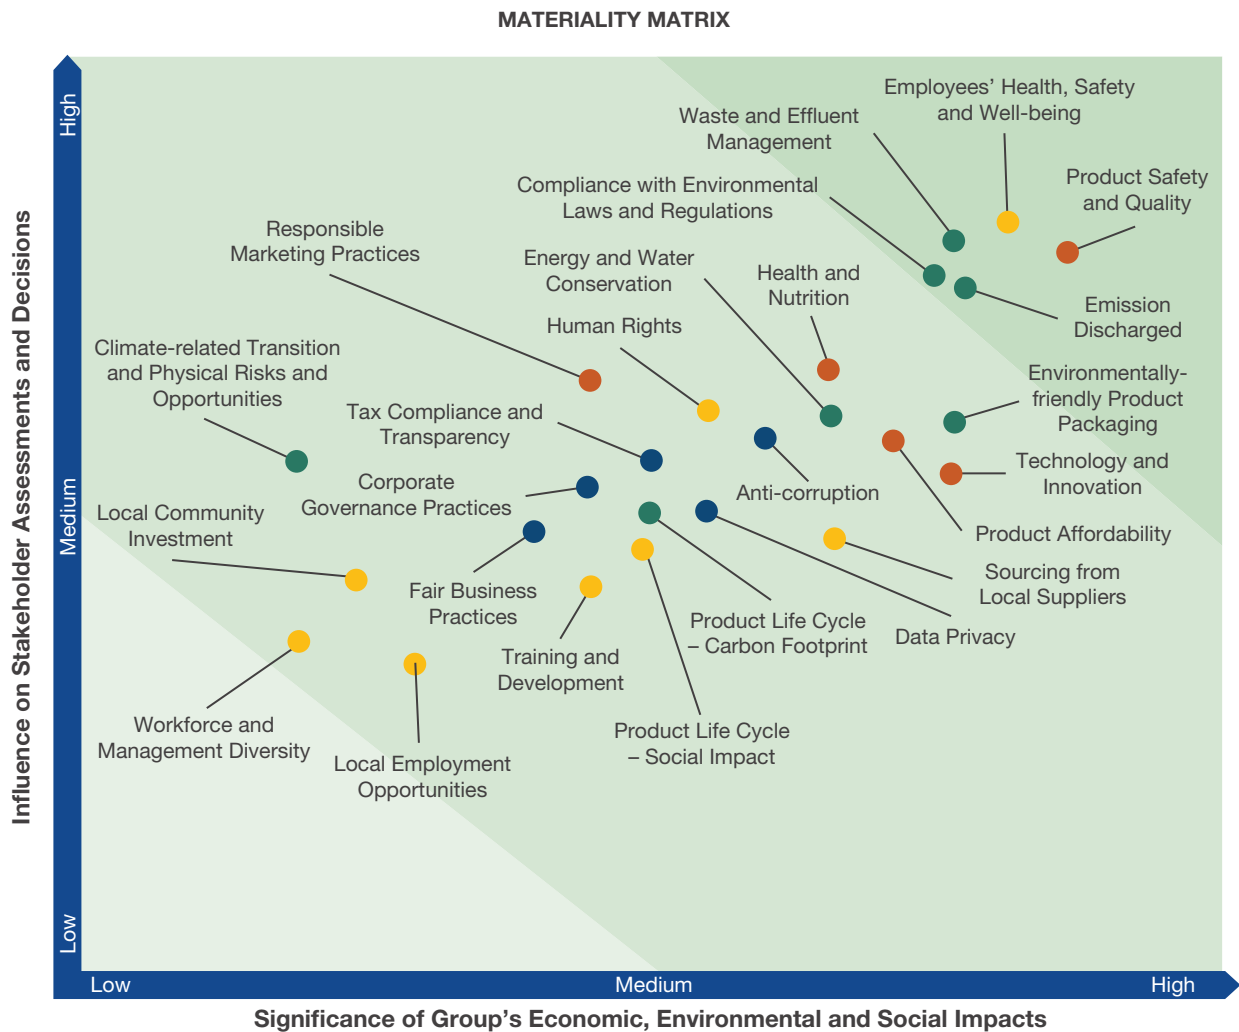 MATERIALITY MATRIX
High
Medium
Low
Influence on Stakeholder Assessments and Decisions
Employees’ Health, Safety
and Well-being
Waste and Effluent
Management
Product Safety
and Quality
Compliance with Environmental
Laws and Regulations
Responsible
Marketing Practices
Energy and Water
Conservation
Health and
Nutrition
Emission
Discharged
Human Rights
Climate-related Transition
and Physical Risks and
Opportunities
Environmentally-
friendly Product
Packaging
Tax Compliance and
Transparency
Technology and
Innovation
Corporate
Governance Practices
Anti-corruption
Local Community
Investment
Product Affordability
Sourcing from
Local Suppliers
Fair Business
Practices
Product Life Cycle
– Carbon Footprint
Data Privacy
Training and
Development
Workforce and
Management Diversity
Product Life Cycle
– Social Impact
Local Employment
Opportunities
Low
Medium
High
Significance of Group’s Economic, Environmental and Social Impacts